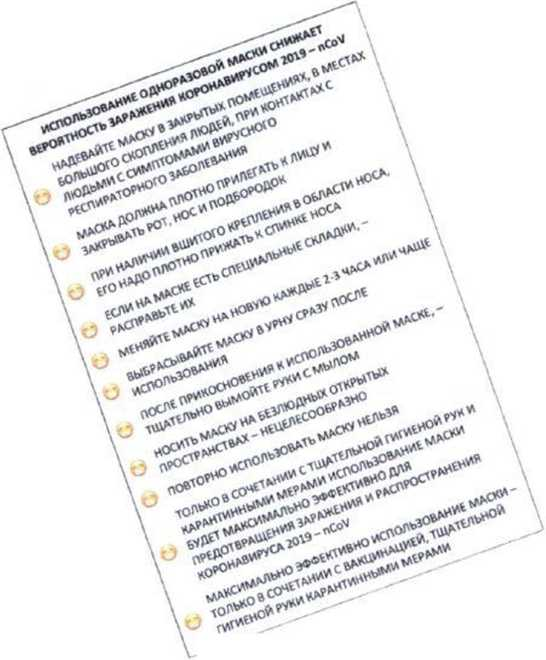 ИСПОЛЬЗОВАНИЕ ОДНОРАЗОВОЙ МАСКИ СНИЖАЕТ
ВЕРОЯТНОСТЬ ЗАРАЖЕНИЯ КОРОНАВИРУСОМ 2019 – nCoV
НАДЕВАЙТЕ МАСКУ В ЗАКРЫТЫХ ПОМЕЩЕНИЯХ, В МЕСТАХ
БОЛЬШОГО СКОПЛЕНИЯ ЛЮДЕЙ, ПРИ КОНТАКТАХ С
ЛЮДЬМИ С СИМПТОМАМИ ВИРУСНОГО
РЕСПИРАТОРНОГО ЗАБОЛЕВАНИЯ
МАСКА ДОЛЖНА ПЛОТНО ПРИЛЕГАТЬ К ЛИЦУ И
ЗАКРЫВАТЬ РОТ, НОС И ПОДБОРОДОК
ПРИ НАЛИЧИИ ВШИТОГО КРЕПЛЕНИЯ В ОБЛАСТИ НОСА,
ЕГО НАДО ПЛОТНО ПРИЖАТЬ К СПИНКЕ НОСА
ЕСЛИ НА МАСКЕ ЕСТЬ СПЕЦИАЛЬНЫЕ СКЛАДКИ, –
РАСПРАВЬТЕ ИХ
МЕНЯЙТЕ МАСКУ НА НОВУЮ КАЖДЫЕ 2-3 ЧАСА ИЛИ ЧАЩЕ
ВЫБРАСЫВАЙТЕ МАСКУ В УРНУ СРАЗУ ПОСЛЕ
ИСПОЛЬЗОВАНИЯ
ПОСЛЕ ПРИКОСНОВЕНИЯ К ИСПОЛЬЗОВАННОЙ МАСКЕ, –
ТЩАТЕЛЬНО ВЫМОЙТЕ РУКИ С МЫЛОМ
НОСИТЬ МАСКУ НА БЕЗЛЮДНЫХ ОТКРЫТЫХ
ПРОСТРАНСТВАХ – НЕЦЕЛЕСООБРАЗНО
ПОВТОРНО ИСПОЛЬЗОВАТЬ МАСКУ НЕЛЬЗЯ
ТОЛЬКО В СОЧЕТАНИИ С ТЩАТЕЛЬНОЙ ГИГИЕНОЙ РУК И
КАРАНТИННЫМИ МЕРАМИ ИСПОЛЬЗОВАНИЕ МАСКИ
БУДЕТ МАКСИМАЛЬНО ЭФФЕКТИВНО ДЛЯ
ПРЕДОТВРАЩЕНИЯ ЗАРАЖЕНИЯ И РАСПРОСТРАНЕНИЯ
КОРОНАВИРУСА 2019 – nCoV
МАКСИМАЛЬНО ЭФФЕКТИВНО ИСПОЛЬЗОВАНИЕ МАСКИ –
ТОЛЬКО В СОЧЕТАНИИ С ВАКЦИНАЦИЕЙ, ТЩАТЕЛЬНОЙ
ГИГИЕНОЙ РУКИ КАРАНТИННЫМИ МЕРАМИ